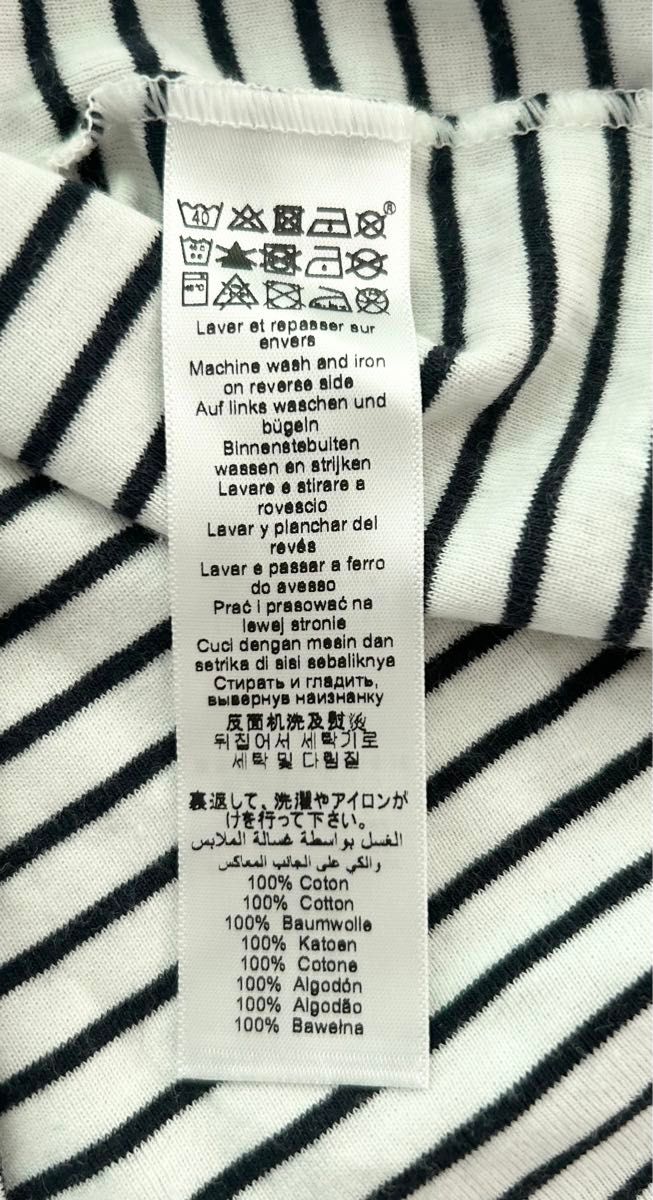 40
®
40°C
40℃
Laver et repasser sur
envers
Machine wash and iron
on reverse side
Auf links waschen und
bügeln
Binnenstebuiten
wassen en strijken
Lavare e stirare a
rovescio
Lavar y planchar del
revés
Lavar e passar a ferro
do avesso
Prać i prasować na
lewej stronie
Cuci dengan mesin dan
setrika di sisi sebaliknya
Стирать и гладить,
вывернув наизнанку
反面机洗及熨烫
뒤집어서 세탁기로
세탁 및 다림질
裏返して、洗濯やアイロンが
けを行って下さい。
الغسل بواسطة غسالة الملابس
والكي على الجانب المعاكس
100% Coton
100% Cotton
100% Baumwolle
100% Katoen
100% Cotone
100% Algodón
100% Algodão
100% Bawełna